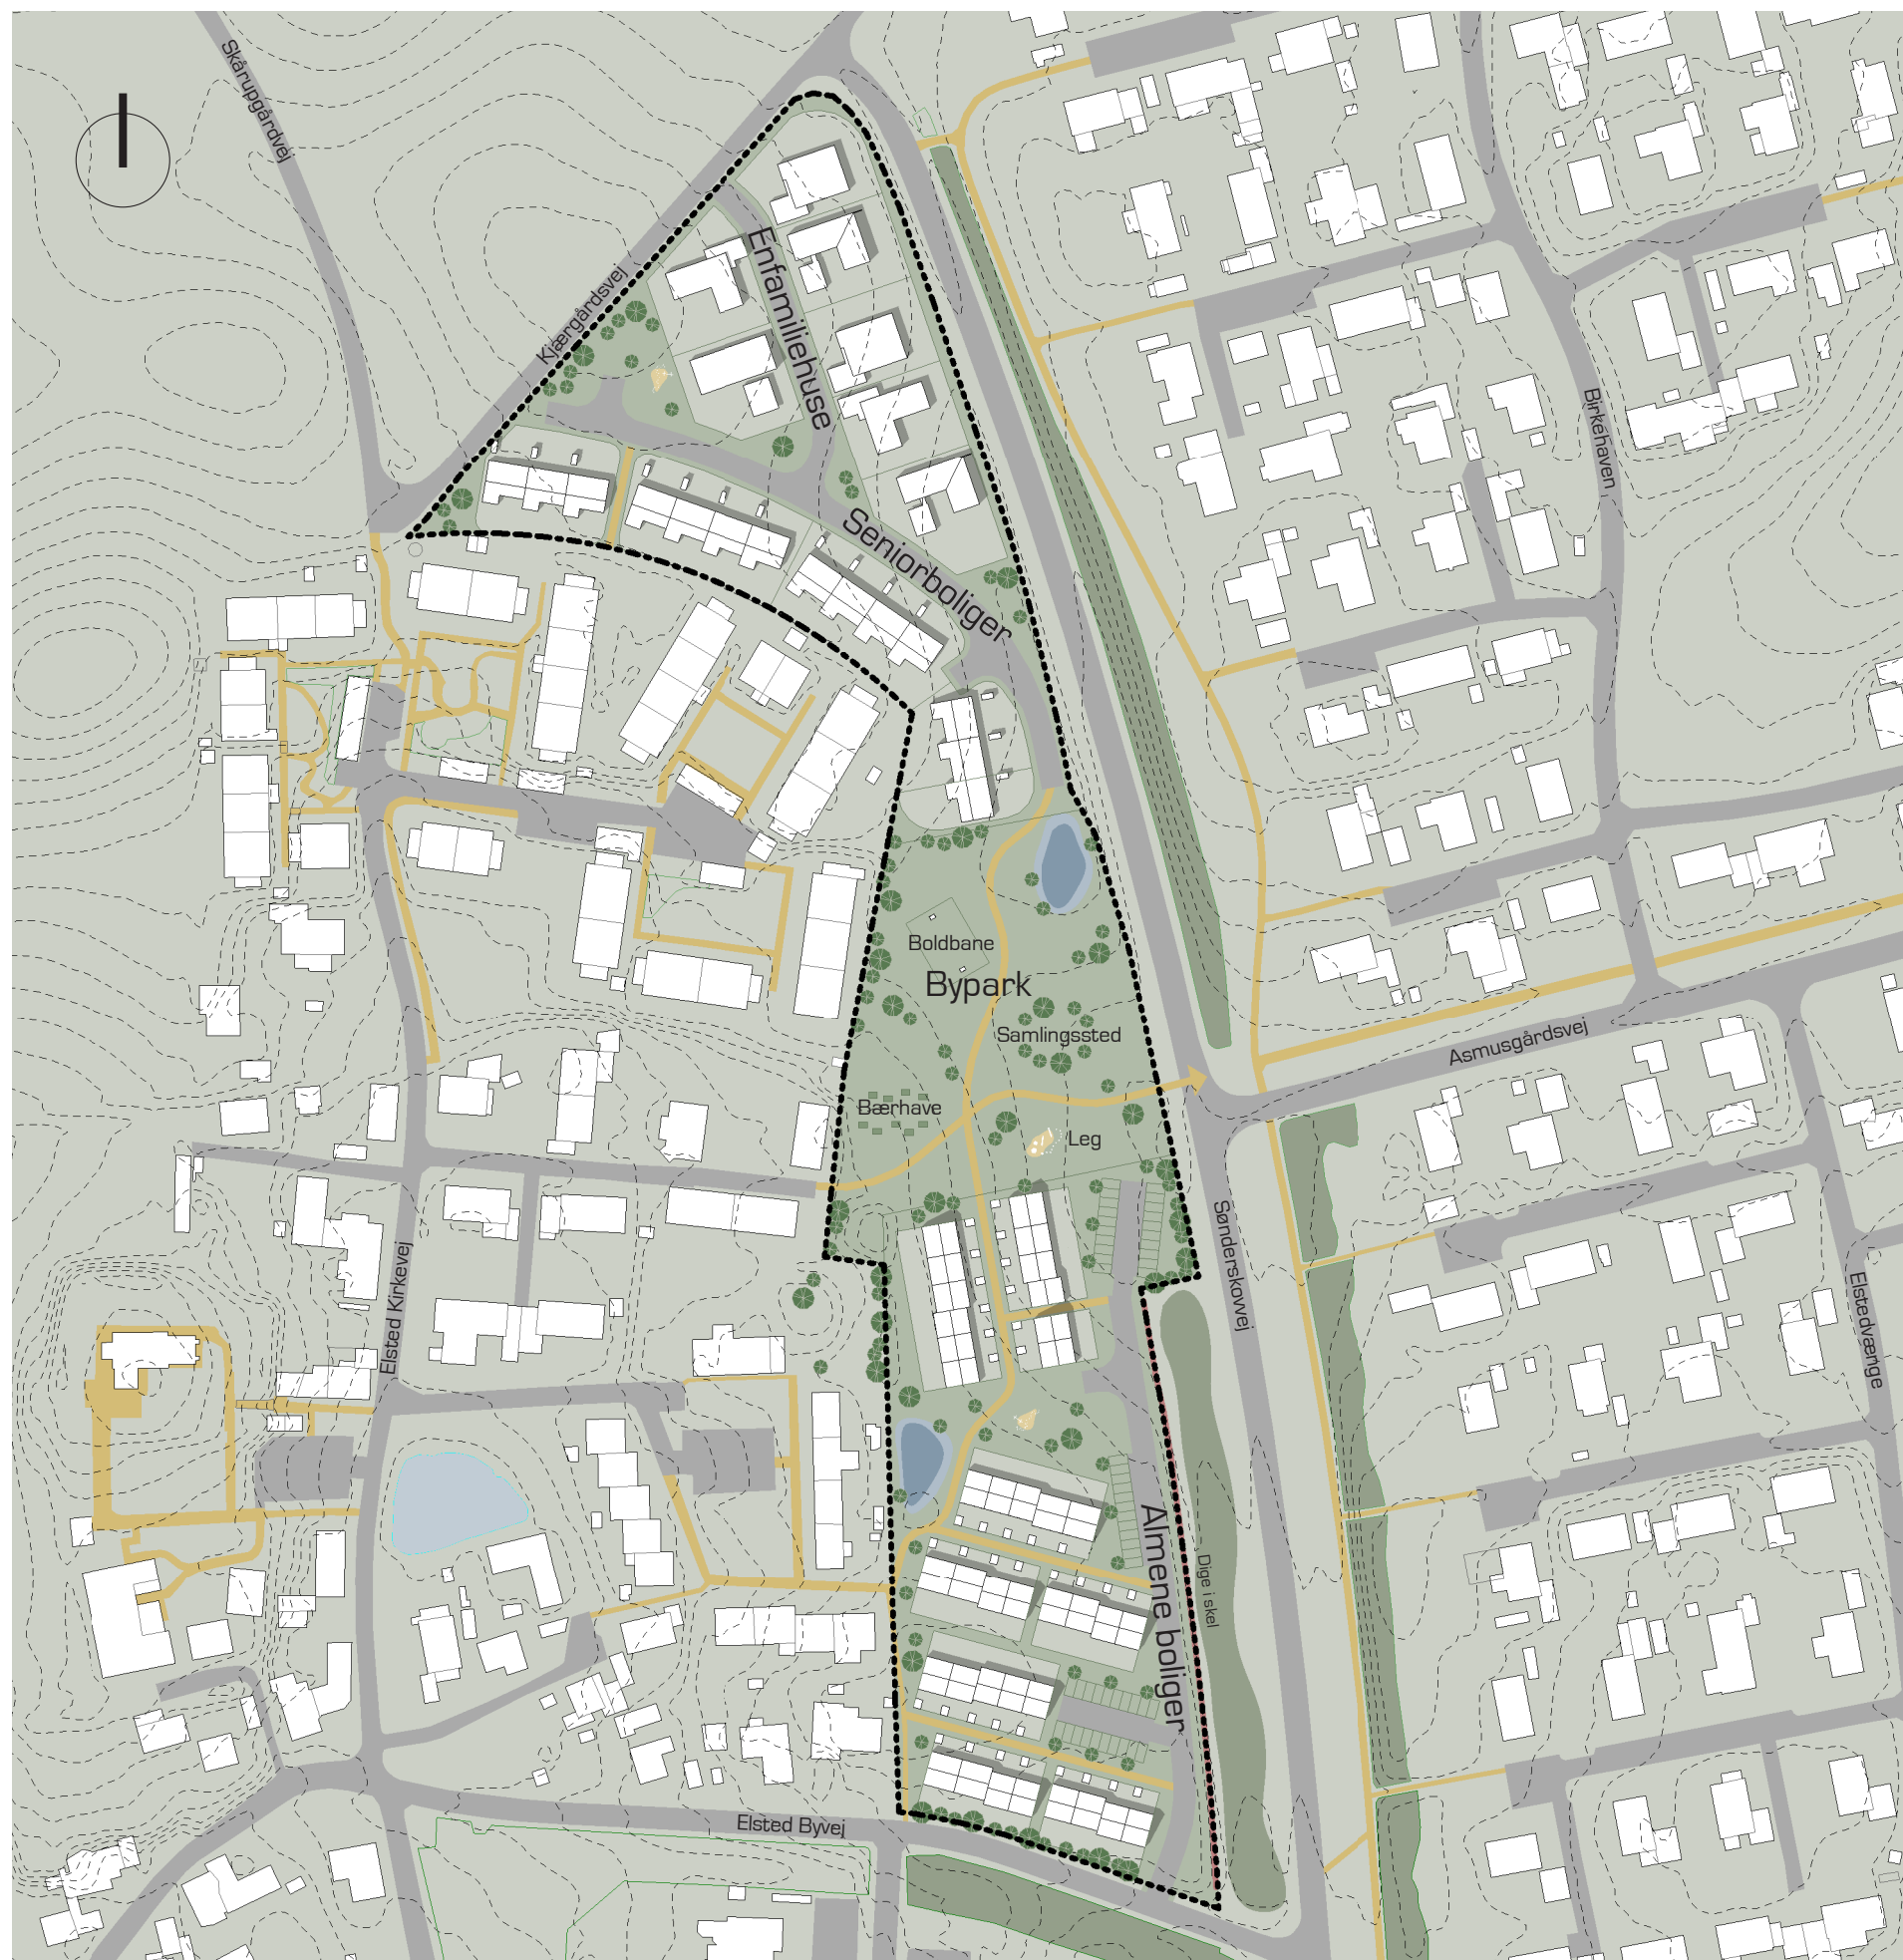 Skårupgårdvej
Kjærgårdsvej
Enfamiliehuse
Birkehaven
Seniorboliger
Boldbane
Bypark
Samlingssted
Asmusgårdsvej
Bærhave
Leg
Sønderskovvej
Elsted Kirkevej
Elstedværige
Almene boliger
Dige i skel
Elsted Byvej